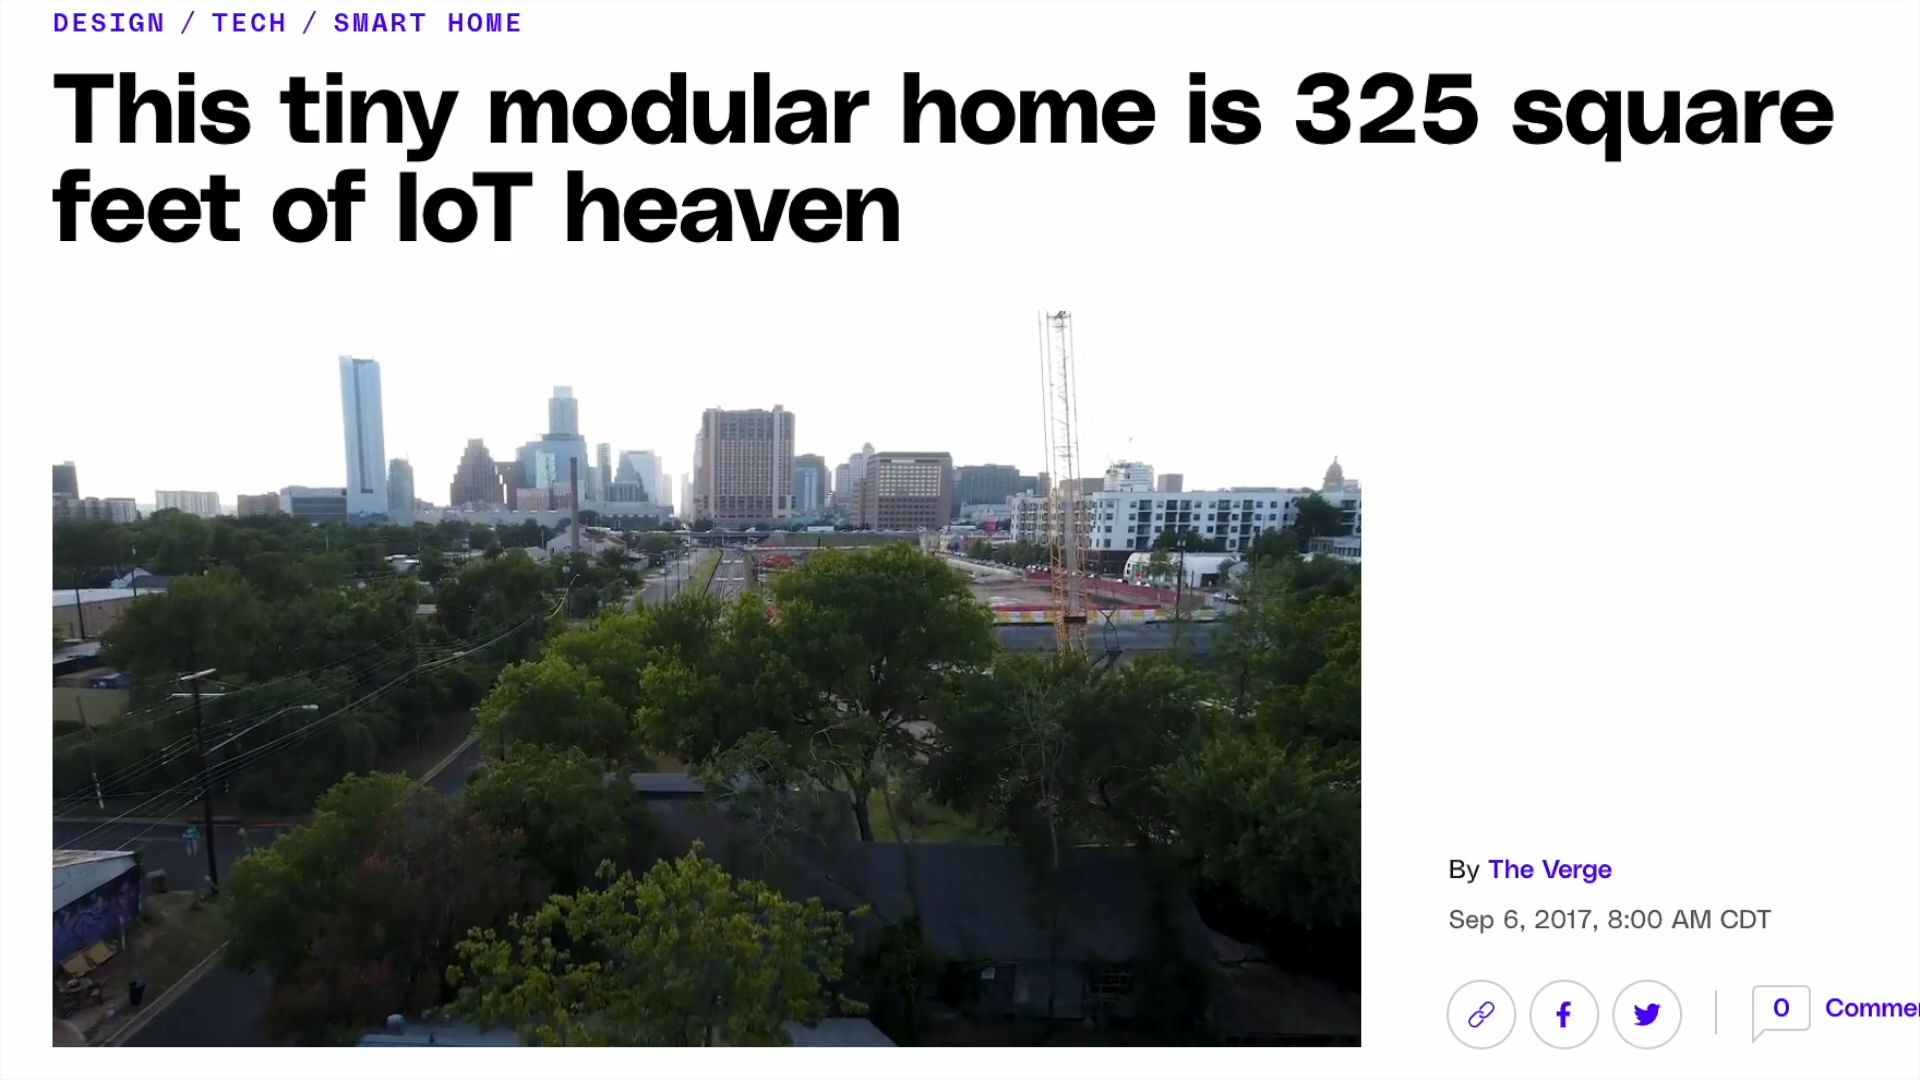 DESIGN / TECH / SMART HOME
This tiny modular home is 325 square
feet of IoT heaven
By The Verge
Sep 6, 2017, 8:00 AM CDT
0 Commen